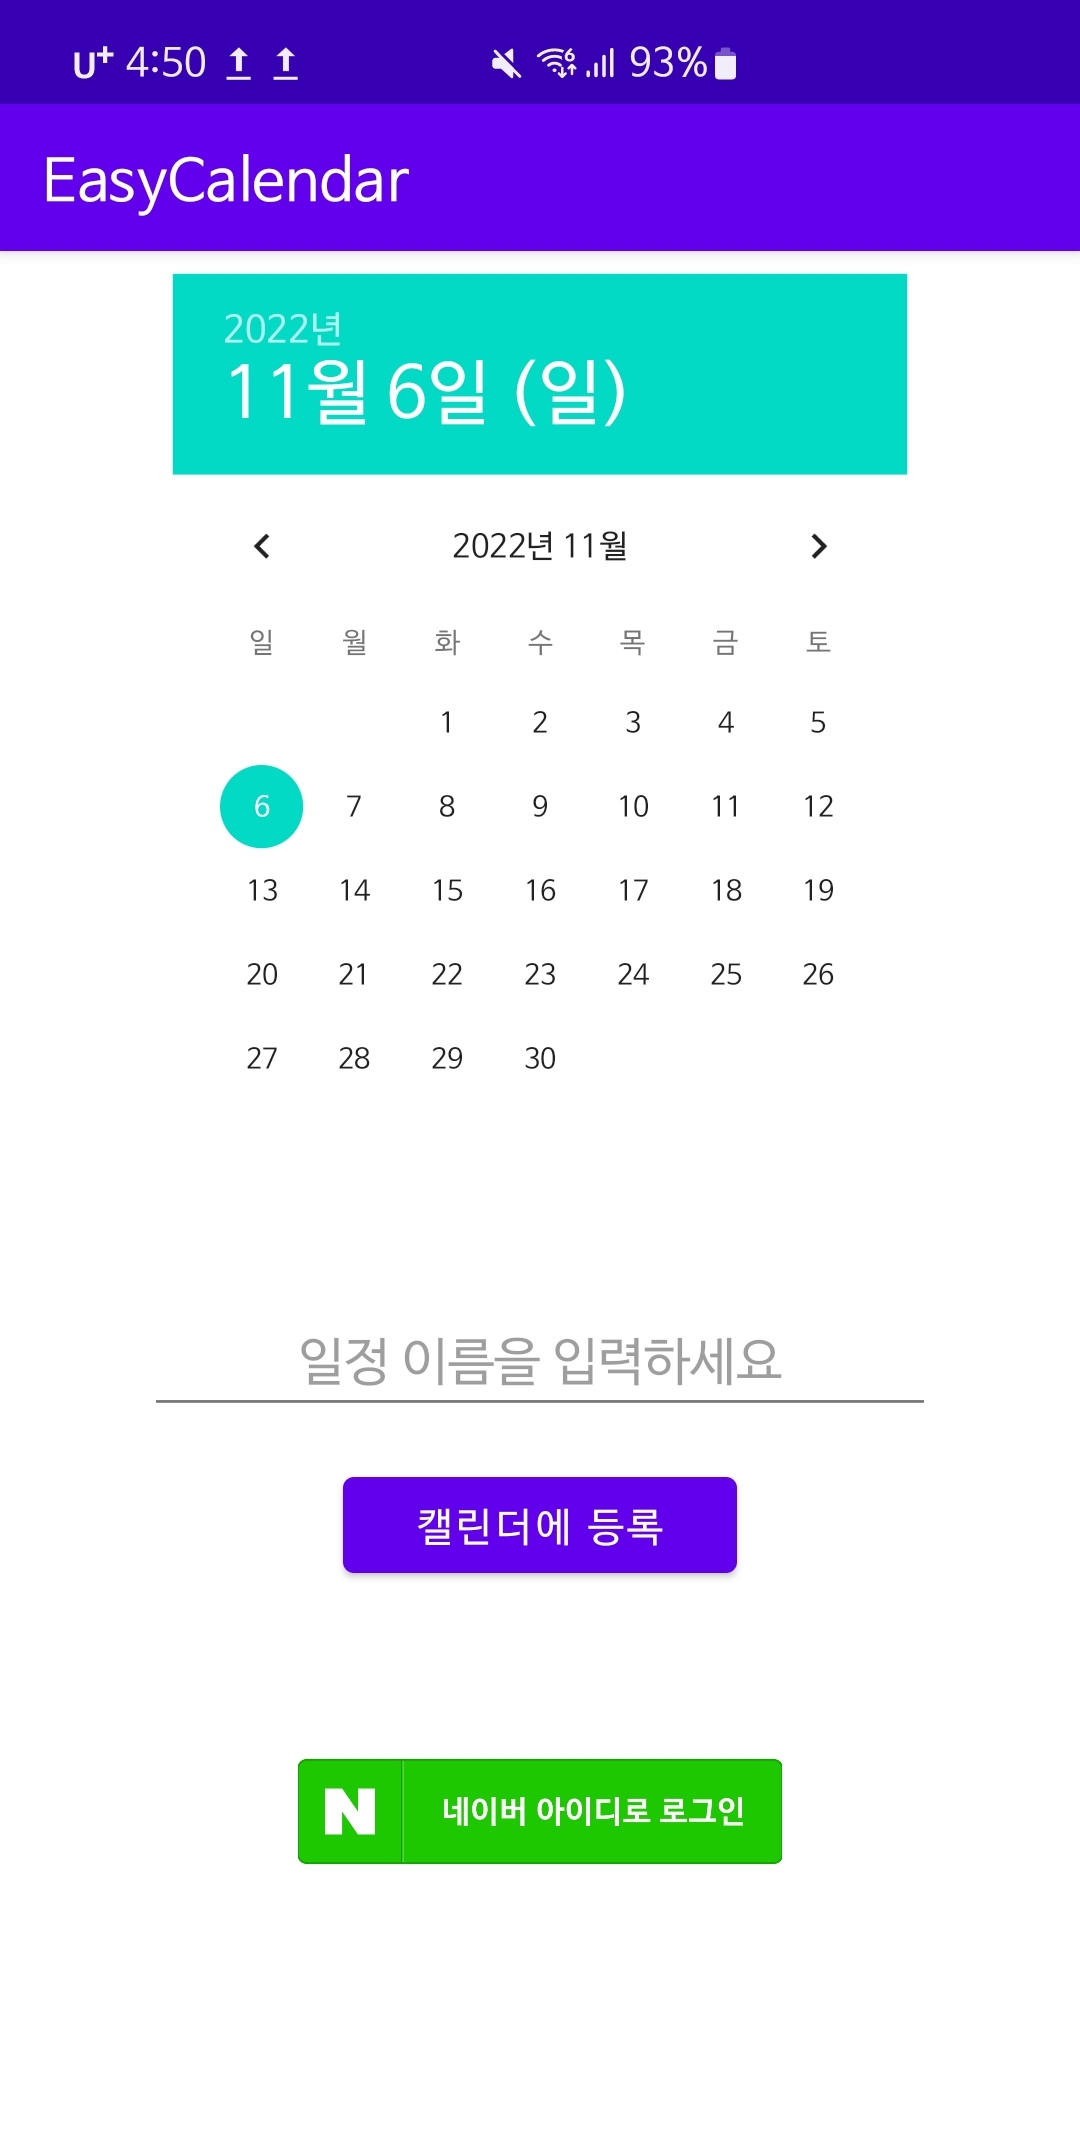 U+ 4:50 93%
EasyCalendar
2022년
11월 6일 (일)
2022년 11월
일 월 화 수 목 금 토
1 2 3 4 5
6 7 8 9 10 11 12
13 14 15 16 17 18 19
20 21 22 23 24 25 26
27 28 29 30
일정 이름을 입력하세요
캘린더에 등록
N 네이버 아이디로 로그인